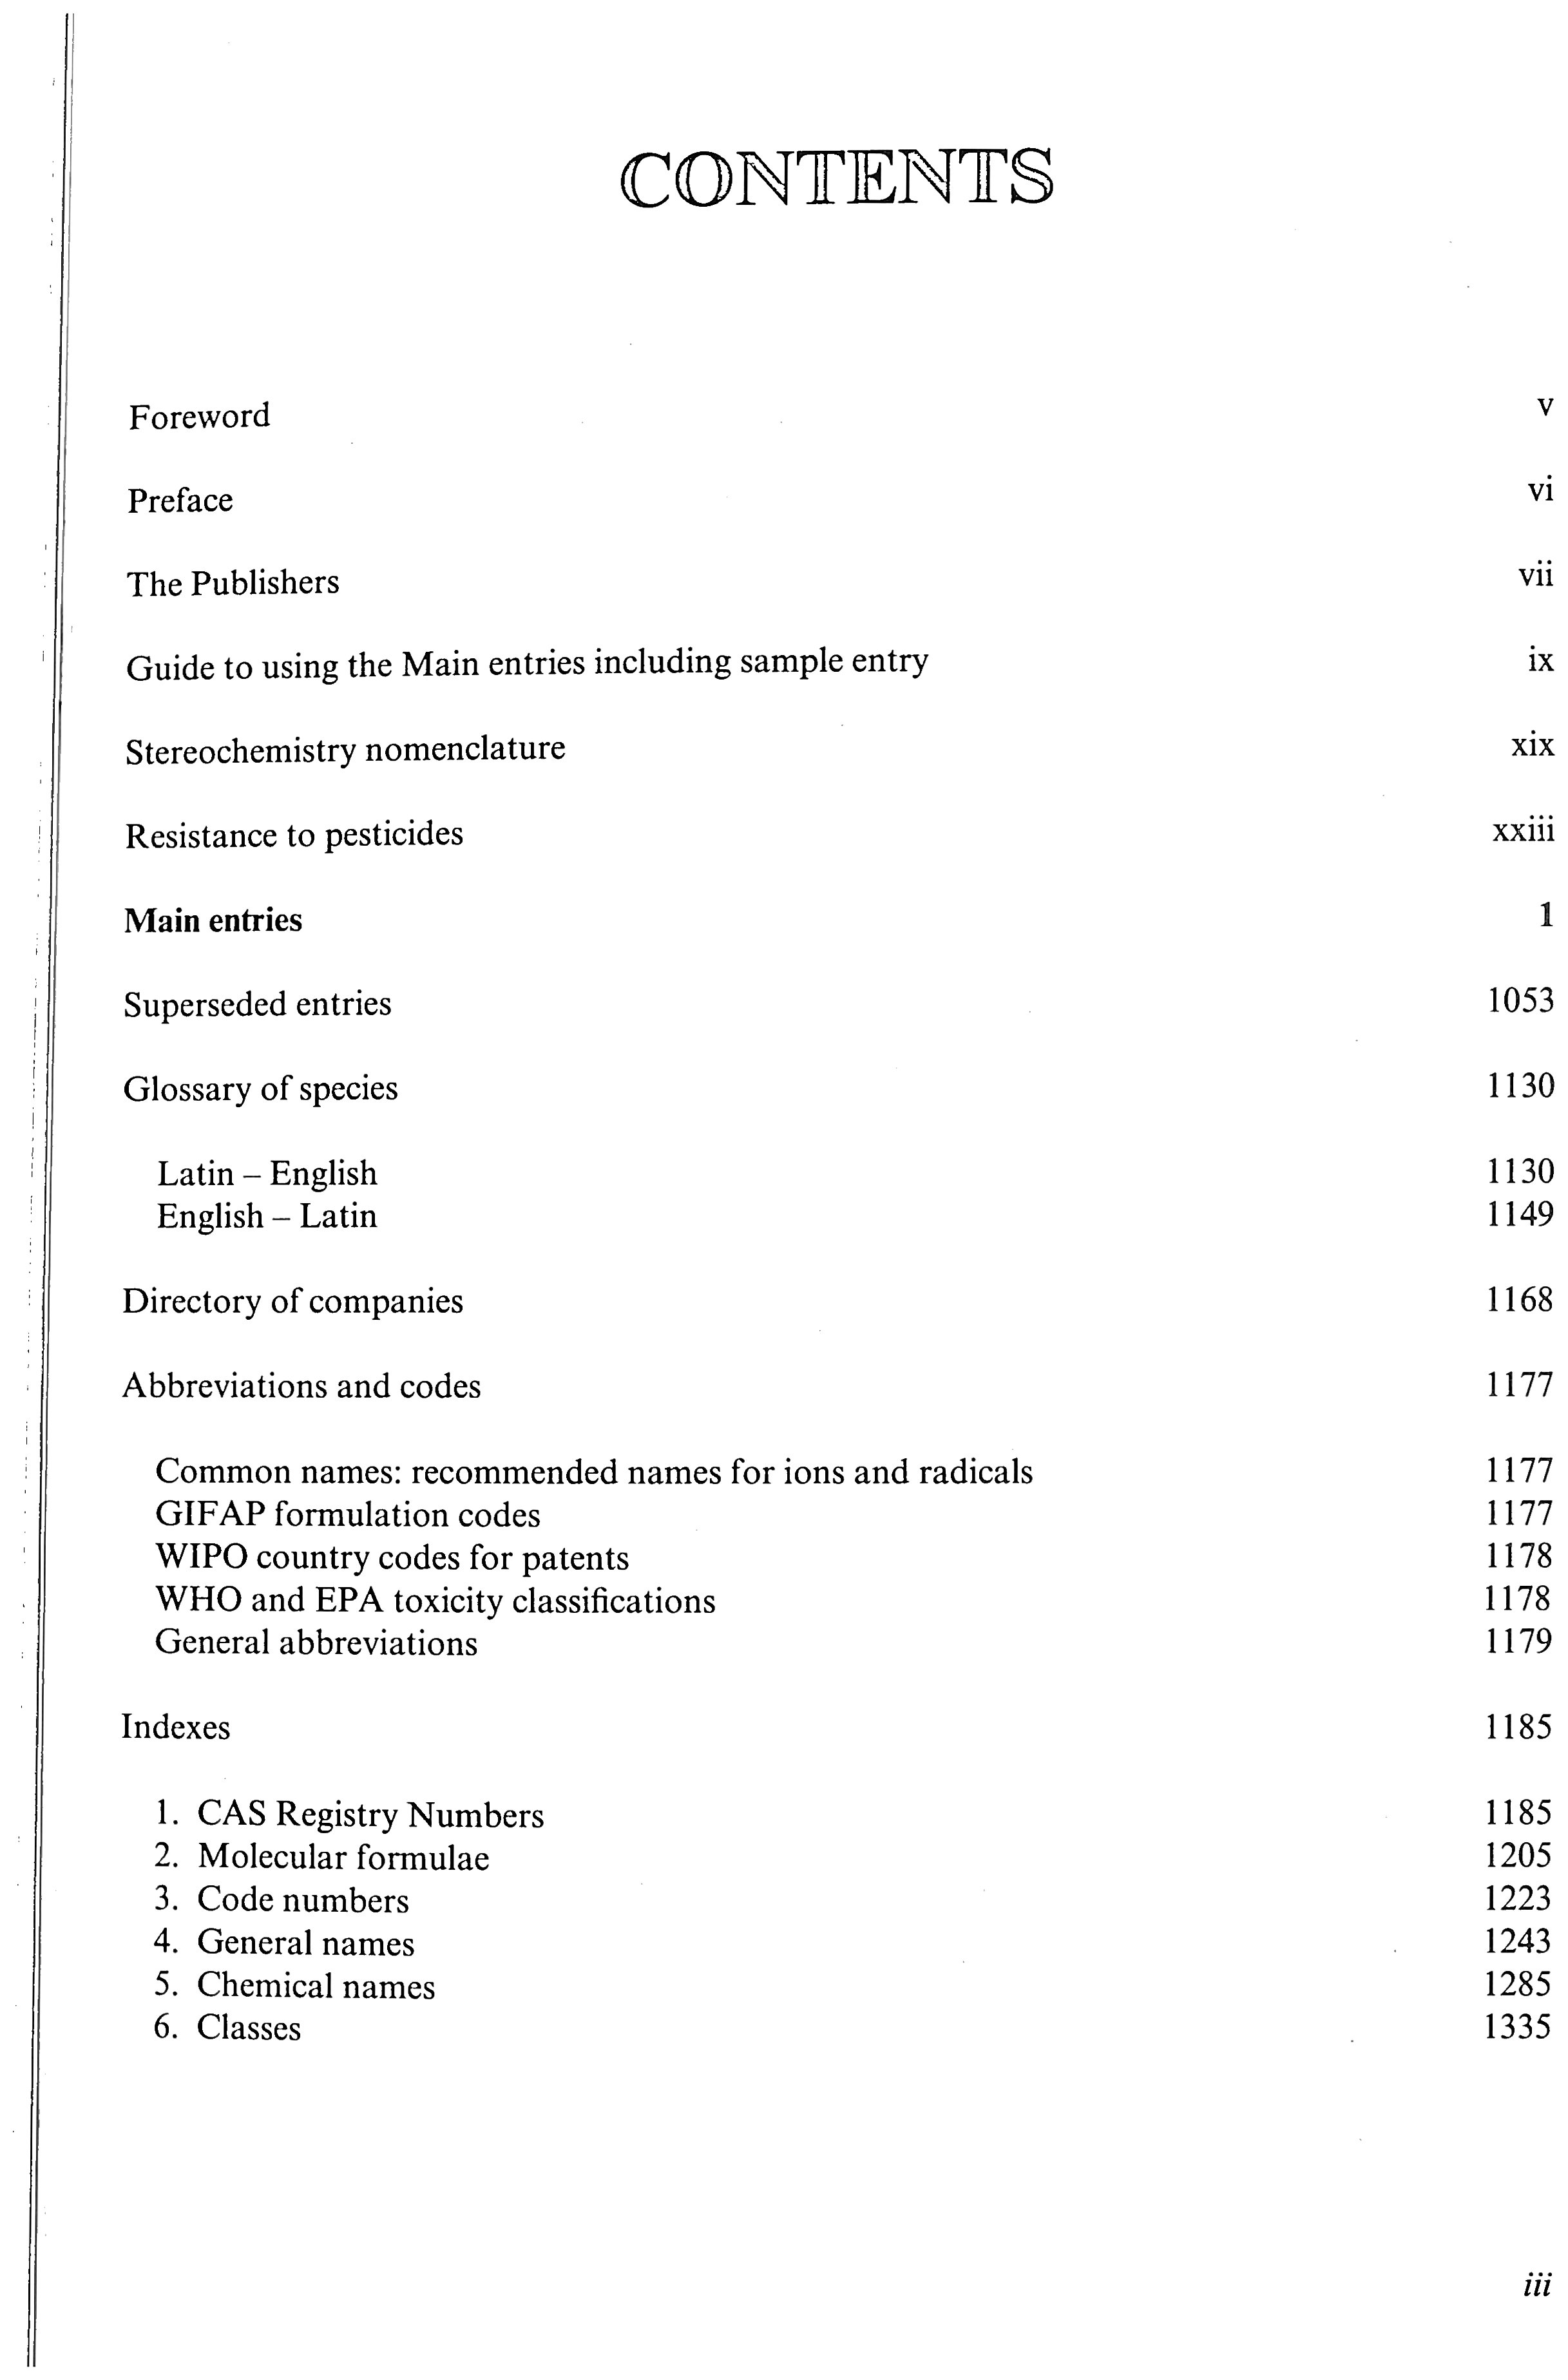 CONTENTS
Foreword v
Preface vi
The Publishers vii
Guide to using the Main entries including sample entry ix
Stereochemistry nomenclature xix
Resistance to pesticides xxiii
Main entries 1
Superseded entries 1053
Glossary of species 1130
Latin – English 1130
English – Latin 1149
Directory of companies 1168
Abbreviations and codes 1177
Common names: recommended names for ions and radicals 1177
GIFAP formulation codes 1177
WIPO country codes for patents 1178
WHO and EPA toxicity classifications 1178
General abbreviations 1179
Indexes 1185
1. CAS Registry Numbers 1185
2. Molecular formulae 1205
3. Code numbers 1223
4. General names 1243
5. Chemical names 1285
6. Classes 1335
iii